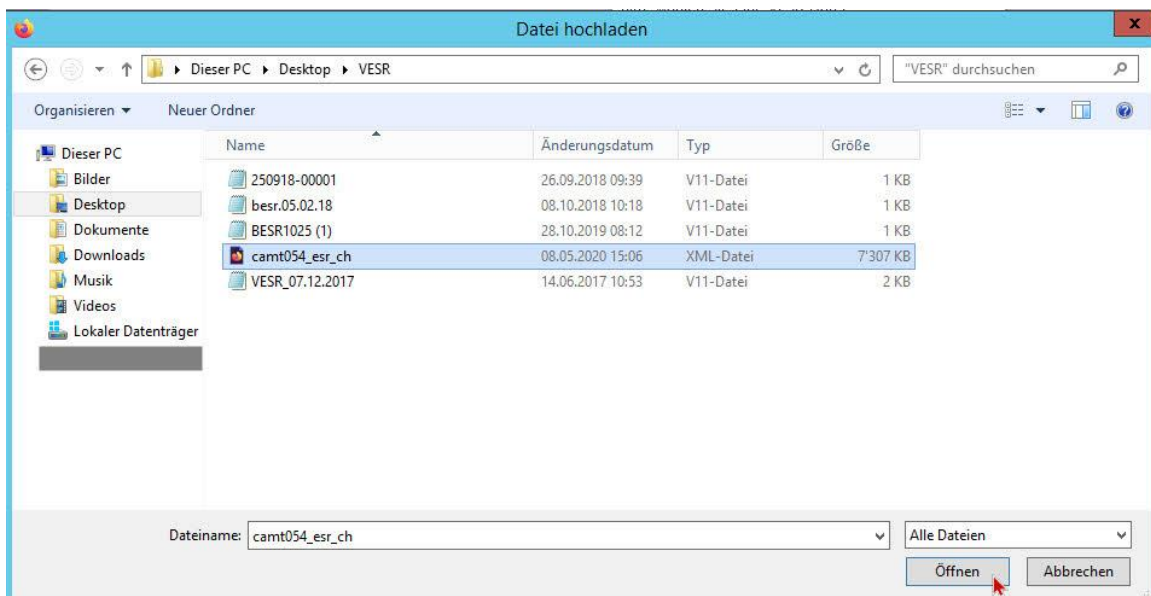 Datei hochladen
x
Dieser PC Desktop VESR
"VESR" durchsuchen
Organisieren
Neuer Ordner
Name Änderungsdatum Typ Größe
Dieser PC
Bilder
Desktop
Dokumente
Downloads
Musik
Videos
Lokaler Datenträger
250918-00001 26.09.2018 09:39 V11-Datei 1 KB
besr.05.02.18 08.10.2018 10:18 V11-Datei 1 KB
BESR1025 (1) 28.10.2019 08:12 V11-Datei 1 KB
camt054_esr_ch 08.05.2020 15:06 XML-Datei 7'307 KB
VESR_07.12.2017 14.06.2017 10:53 V11-Datei 2 KB
Dateiname: camt054_esr_ch
Alle Dateien
Öffnen Abbrechen